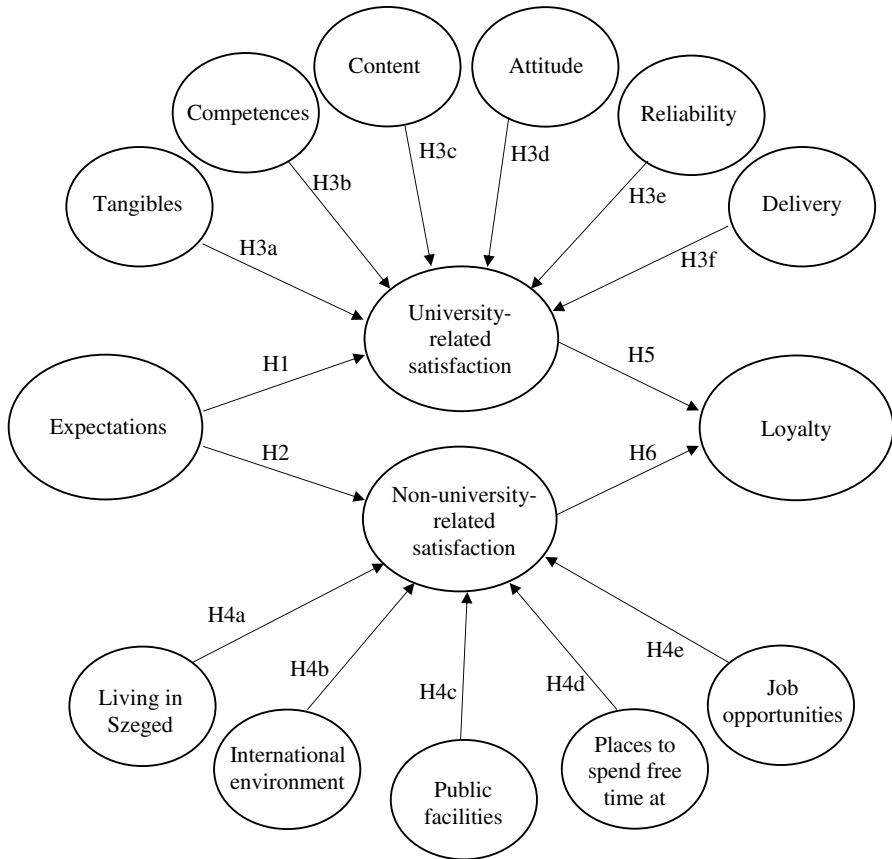 Content
Attitude
Competences
Reliability
H3c
H3d
H3b
H3e
Tangibles
Delivery
H3a
H3f
University-
related
satisfaction
H1
H5
Expectations
Loyalty
H2
H6
Non-university-
related
satisfaction
H4a
H4b
H4c
H4d
H4e
Living in
Szeged
International
environment
Public
facilities
Places to
spend free
time at
Job
opportunities